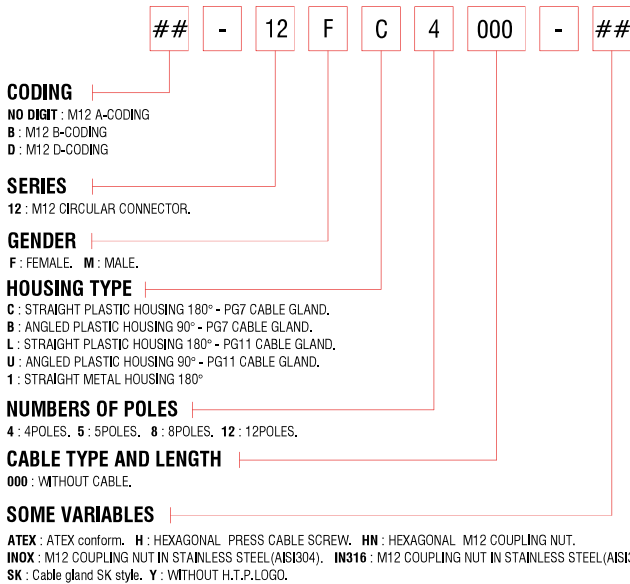 ## - 12 F C 4 000 - ##
CODING
NO DIGIT : M12 A-CODING
B : M12 B-CODING
D : M12 D-CODING
SERIES
12 : M12 CIRCULAR CONNECTOR.
GENDER
F : FEMALE. M : MALE.
HOUSING TYPE
C : STRAIGHT PLASTIC HOUSING 180° - PG7 CABLE GLAND.
B : ANGLED PLASTIC HOUSING 90° - PG7 CABLE GLAND.
L : STRAIGHT PLASTIC HOUSING 180° - PG11 CABLE GLAND.
U : ANGLED PLASTIC HOUSING 90° - PG11 CABLE GLAND.
1 : STRAIGHT METAL HOUSING 180°
NUMBERS OF POLES
4 : 4POLES. 5 : 5POLES. 8 : 8POLES. 12 : 12POLES.
CABLE TYPE AND LENGTH
000 : WITHOUT CABLE.
SOME VARIABLES
ATEX : ATEX conform. H : HEXAGONAL PRESS CABLE SCREW. HN : HEXAGONAL M12 COUPLING NUT.
INOX : M12 COUPLING NUT IN STAINLESS STEEL(AISI304). IN316 : M12 COUPLING NUT IN STAINLESS
SK : Cable gland SK style. Y : WITHOUT H.T.P.LOGO.